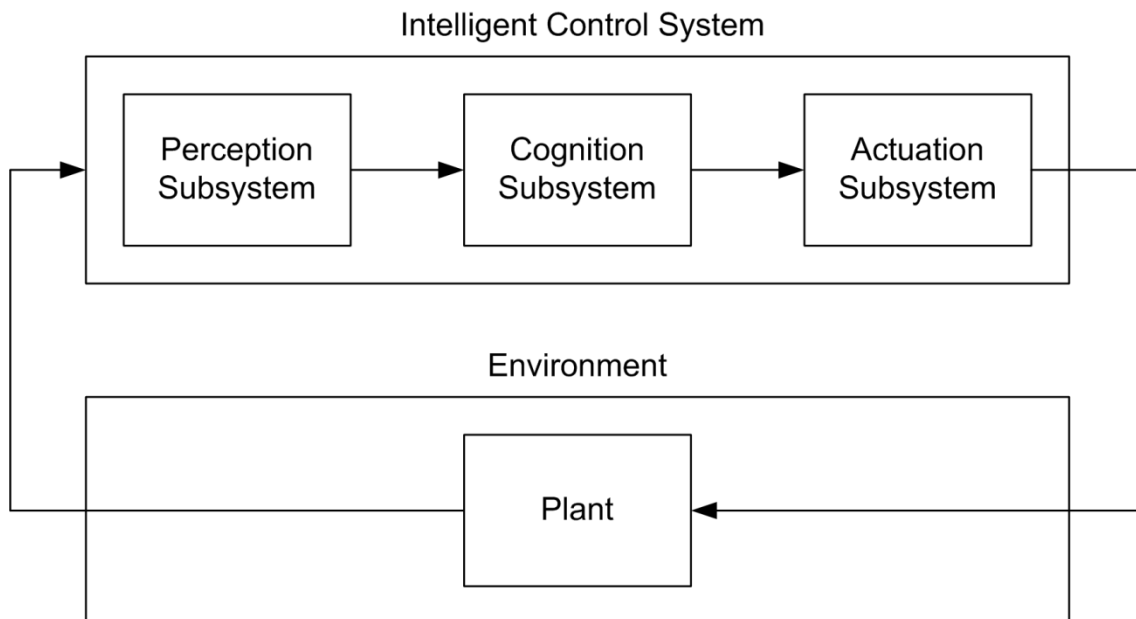 Intelligent Control System
Perception
Subsystem
Cognition
Subsystem
Actuation
Subsystem
Environment
Plant